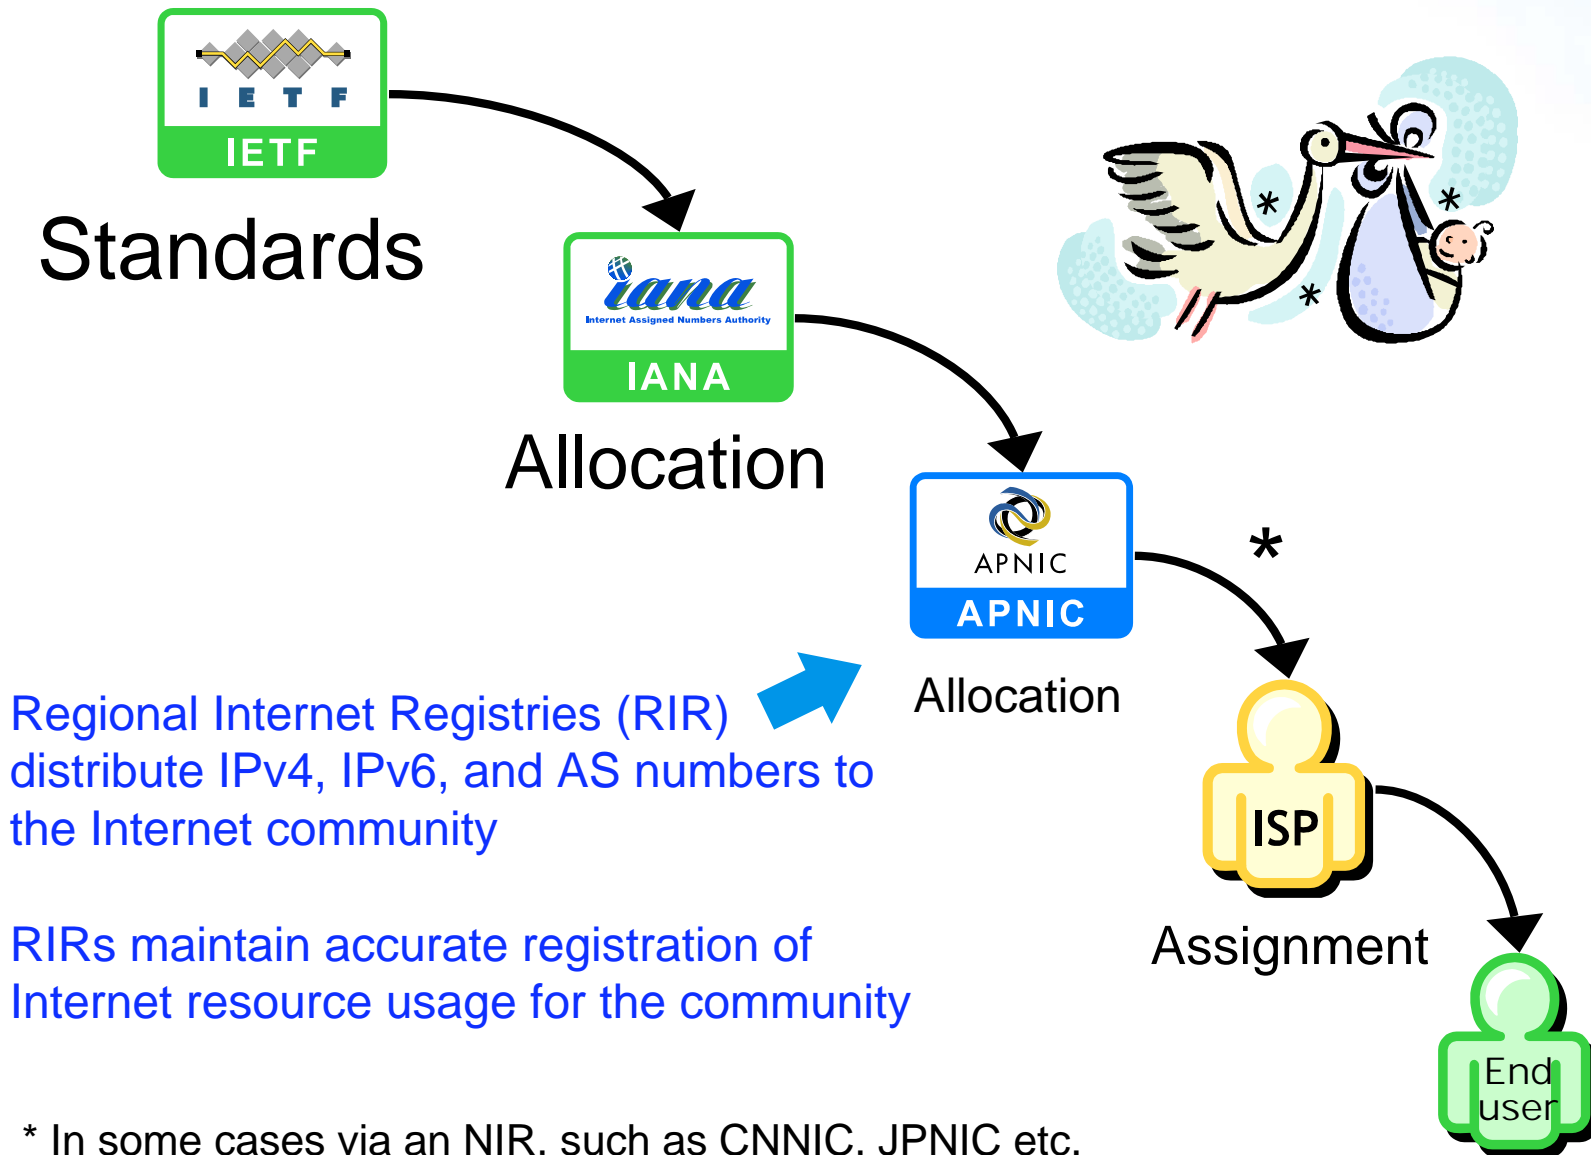 I E T F
IETF
Standards
iana
Internet Assigned Numbers Authority
IANA
Allocation
APNIC
APNIC
*
Allocation
Regional Internet Registries (RIR)
distribute IPv4, IPv6, and AS numbers to
the Internet community
ISP
Assignment
RIRs maintain accurate registration of
Internet resource usage for the community
End
user
* In some cases via an NIR, such as CNNIC, JPNIC etc.